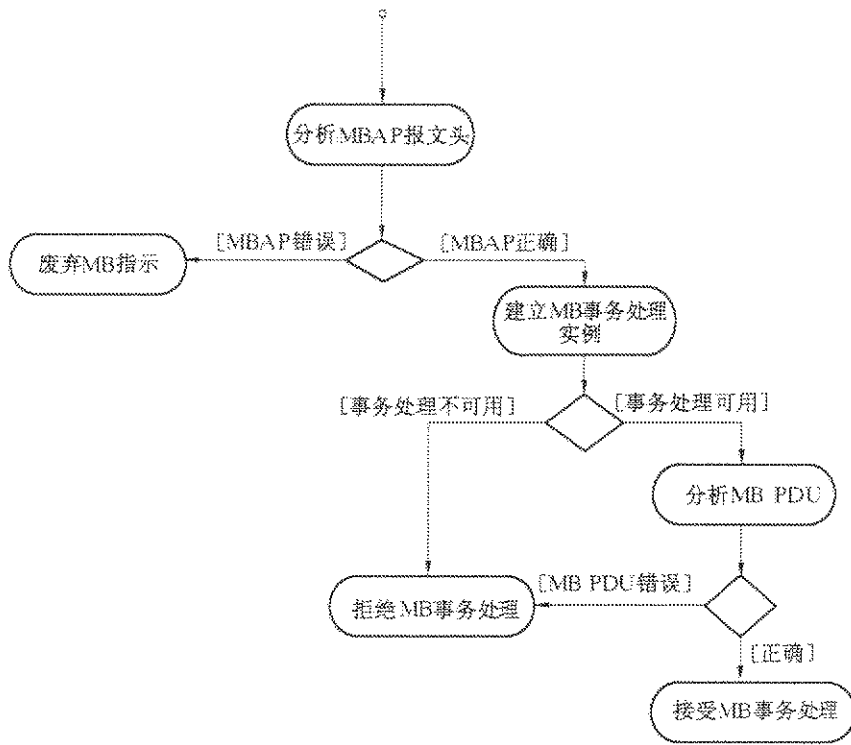 分析MBAP报文头
[MBAP错误]
[MBAP正确]
废弃MB指示
建立MB事务处理
实例
[事务处理不可用]
[事务处理可用]
分析MB PDU
[MB PDU错误]
拒绝MB事务处理
[正确]
接受MB事务处理